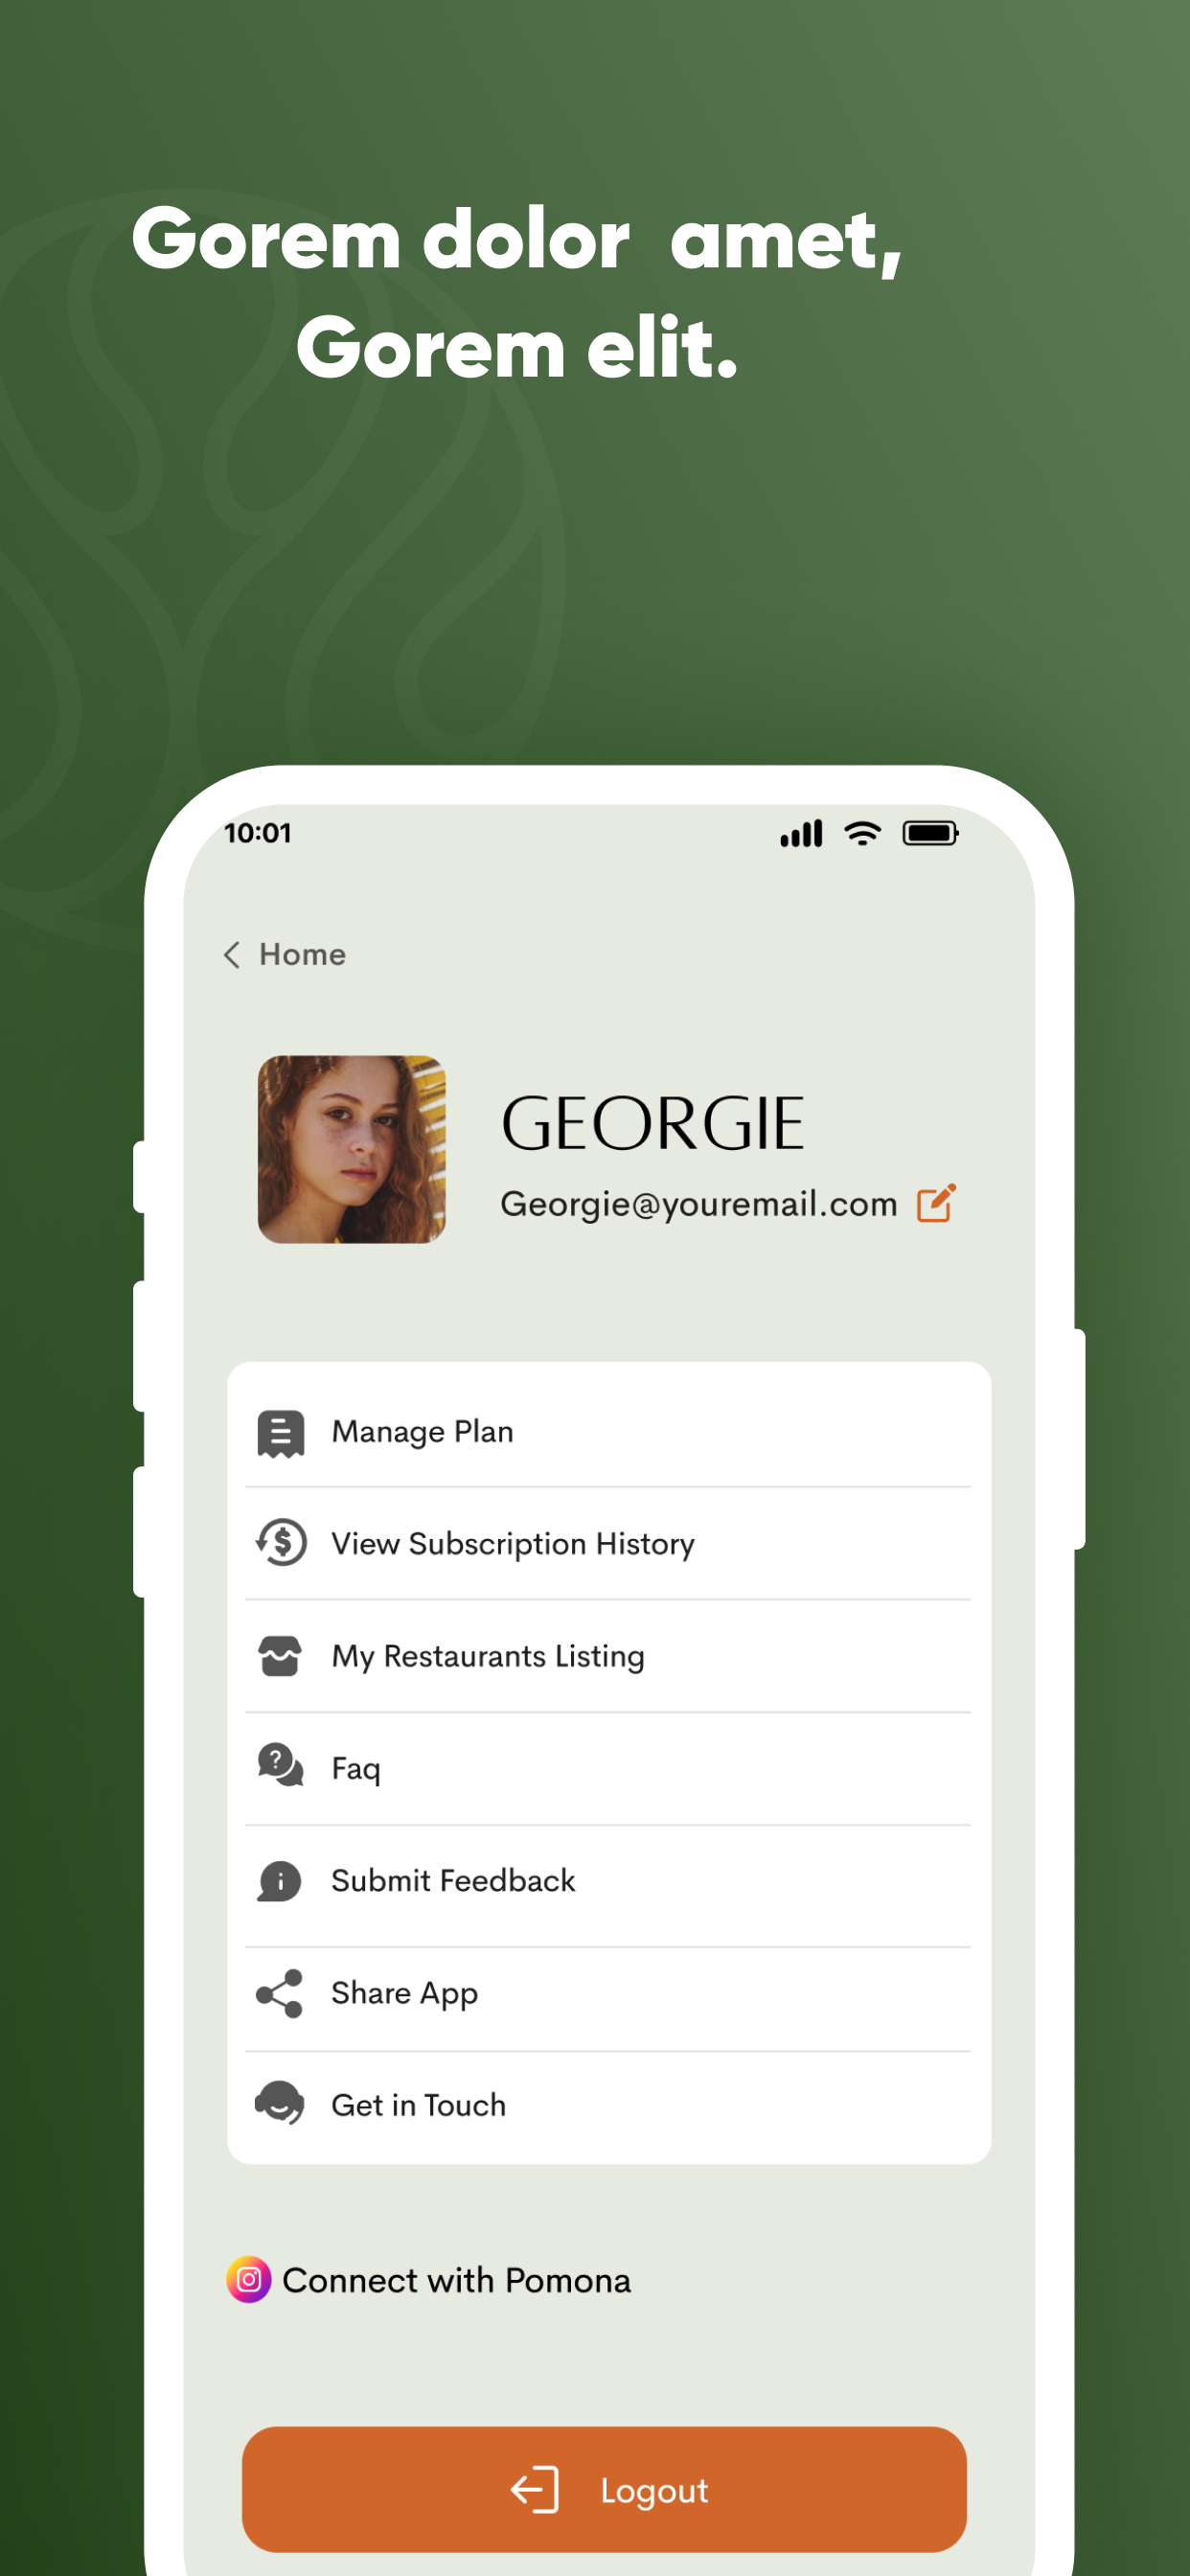 Gorem dolor  amet,
Gorem elit.
10:01
Home
GEORGIE
Georgie@youremail.com
Manage Plan
View Subscription History
My Restaurants Listing
Faq
Submit Feedback
Share App
Get in Touch
Connect with Pomona
Logout